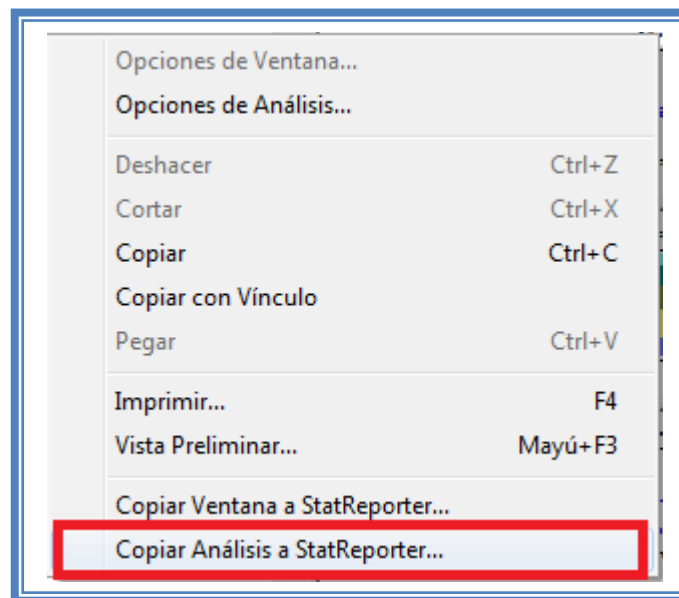 Opciones de Ventana...
Opciones de Análisis...
Deshacer Ctrl+Z
Cortar Ctrl+X
Copiar Ctrl+C
Copiar con Vínculo
Pegar Ctrl+V
Imprimir... F4
Vista Preliminar... Mayú+F3
Copiar Ventana a StatReporter...
Copiar Análisis a StatReporter...